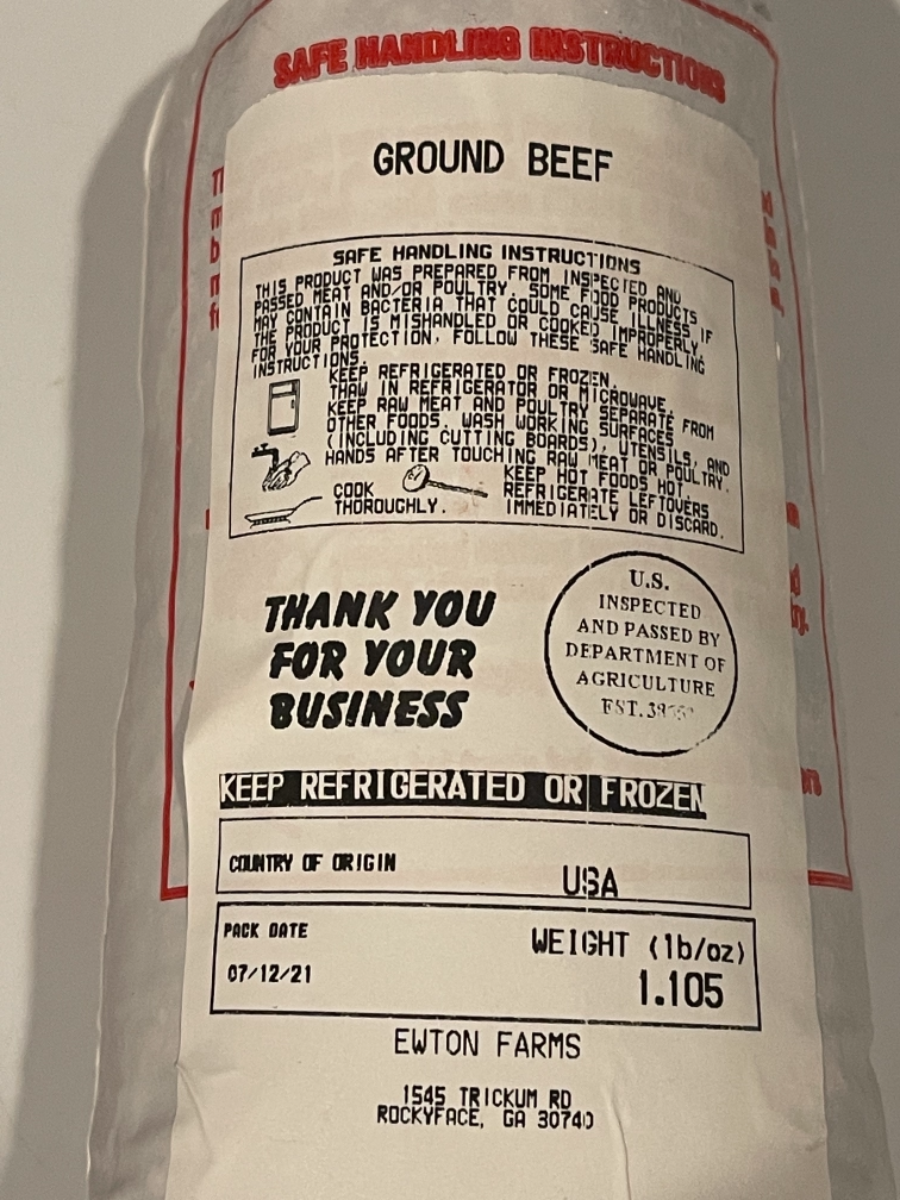 SAFE HANDLING INSTRUCTIONS
GROUND BEEF
SAFE HANDLING INSTRUCTIONS
THIS PRODUCT WAS PREPARED FROM INSPECTED AND
PASSED MEAT AND/OR POULTRY. SOME FOOD PRODUCTS
MAY CONTAIN BACTERIA THAT COULD CAUSE ILLNESS IF
THE PRODUCT IS MISHANDLED OR COOKED IMPROPERLY.
FOR YOUR PROTECTION, FOLLOW THESE SAFE HANDLING
INSTRUCTIONS.
KEEP REFRIGERATED OR FROZEN.
THAW IN REFRIGERATOR OR MICROWAVE.
KEEP RAW MEAT AND POULTRY SEPARATE FROM
OTHER FOODS. WASH WORKING SURFACES
(INCLUDING CUTTING BOARDS), UTENSILS, AND
HANDS AFTER TOUCHING RAW MEAT OR POULTRY.
COOK
THOROUGHLY.
KEEP HOT FOODS HOT.
REFRIGERATE LEFTOVERS
IMMEDIATELY OR DISCARD.
THANK YOU
FOR YOUR
BUSINESS
U.S.
INSPECTED
AND PASSED BY
DEPARTMENT OF
AGRICULTURE
EST.
KEEP REFRIGERATED OR FROZEN
COUNTRY OF ORIGIN
USA
PACK DATE
07/12/21
WEIGHT (lb/oz)
1.105
EWTON FARMS
1545 TRICKUM RD
ROCKYFACE, GA 30740